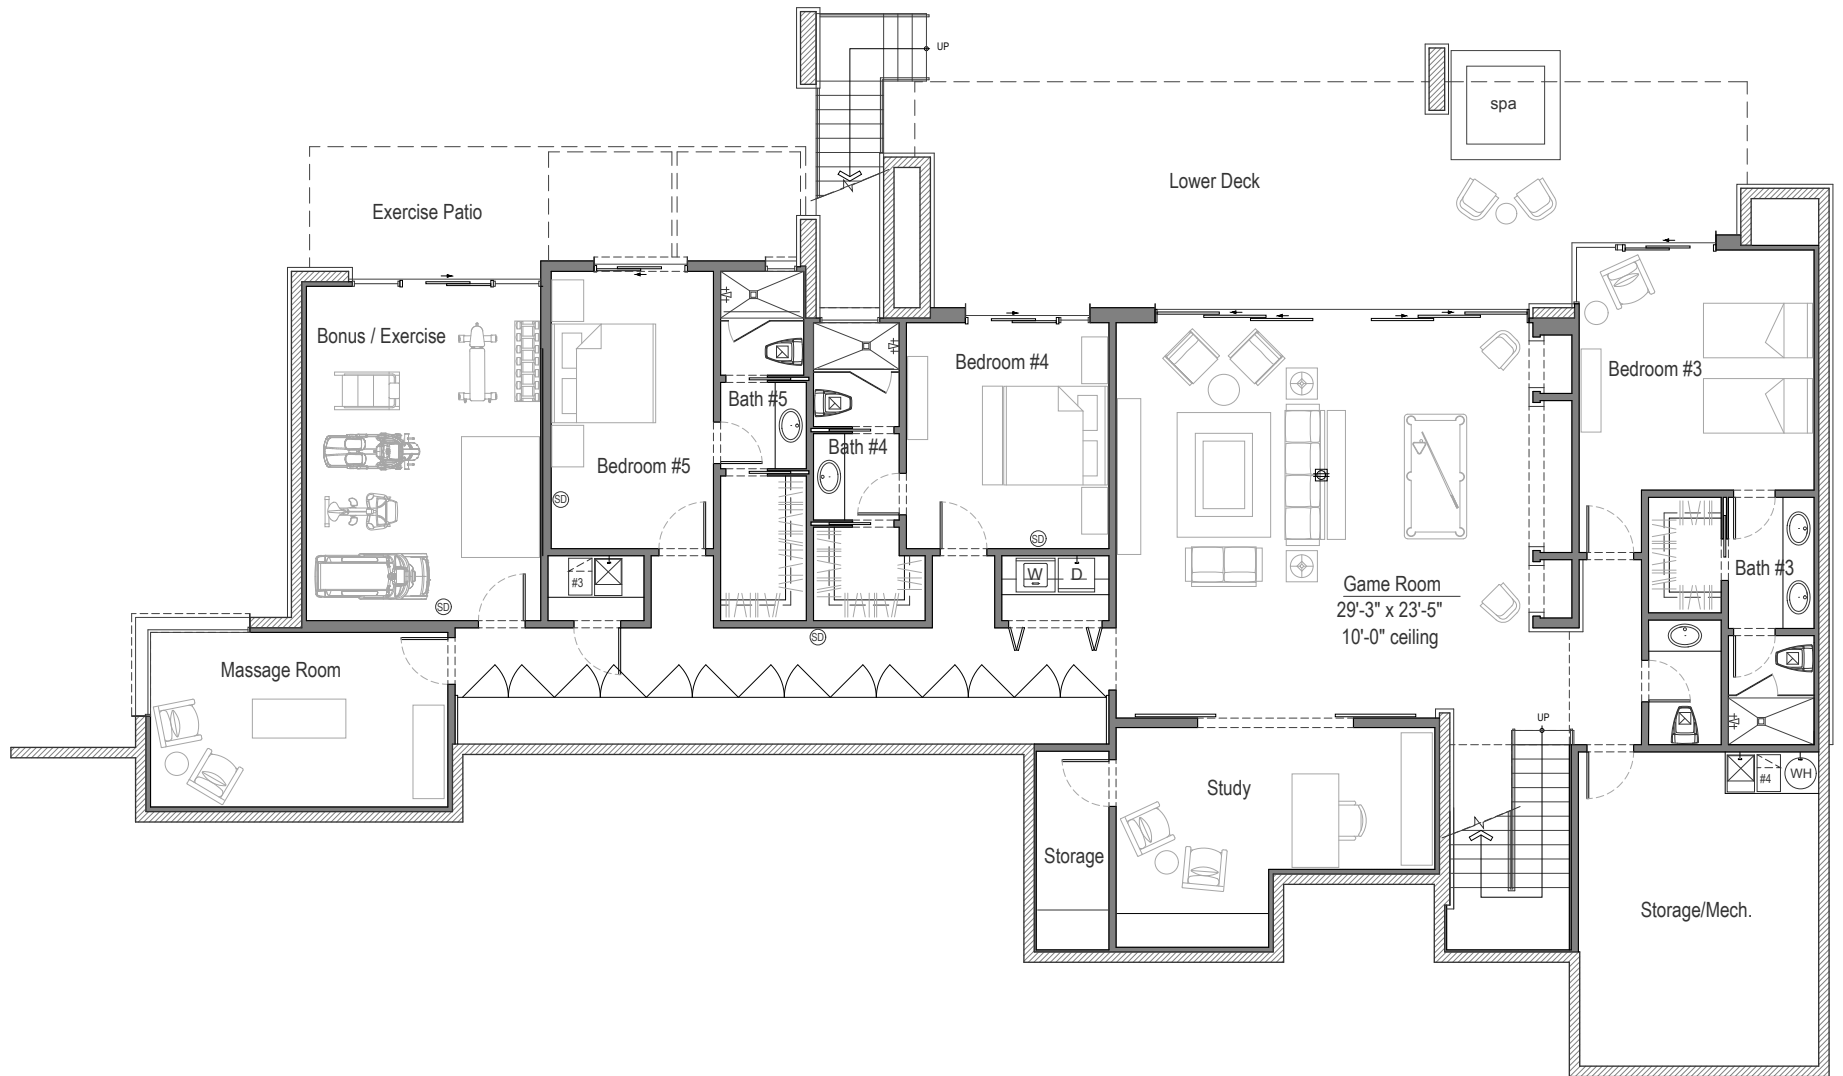 UP
spa
Lower Deck
Exercise Patio
Bonus / Exercise
Bedroom #4
Bedroom #3
Bath #5
Bath #4
Bedroom #5
SD
SD
W
D
#3
Bath #3
Game Room
29'-3" x 23'-5"
10'-0" ceiling
SD
SD
Massage Room
UP
#4
WH
Study
Storage
Storage/Mech.